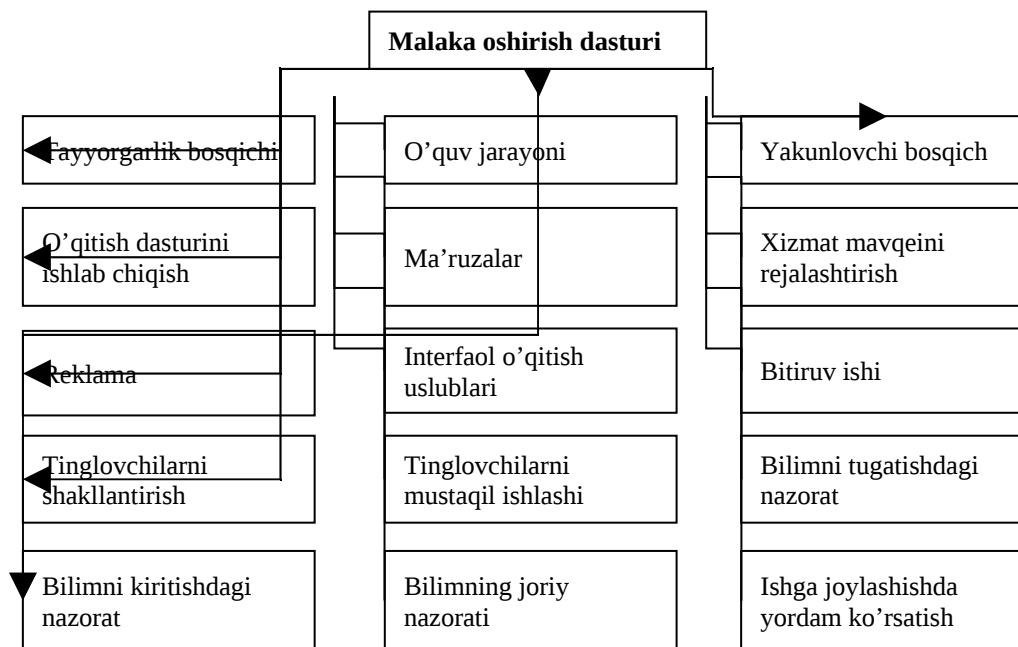 Malaka oshirish dasturi
Tayyorgarlik bosqichi
O’quv jarayoni
Yakunlovchi bosqich
O’qitish dasturini
ishlab chiqish
Ma’ruzalar
Xizmat mavqeini
rejalashtirish
Reklama
Interfaol o’qitish
uslublari
Bitiruv ishi
Tinglovchilarni
shakllantirish
Tinglovchilarni
mustaqil ishlashi
Bilimni tugatishdagi
nazorat
Bilimni kiritishdagi
nazorat
Bilimning joriy
nazorati
Ishga joylashishda
yordam ko’rsatish